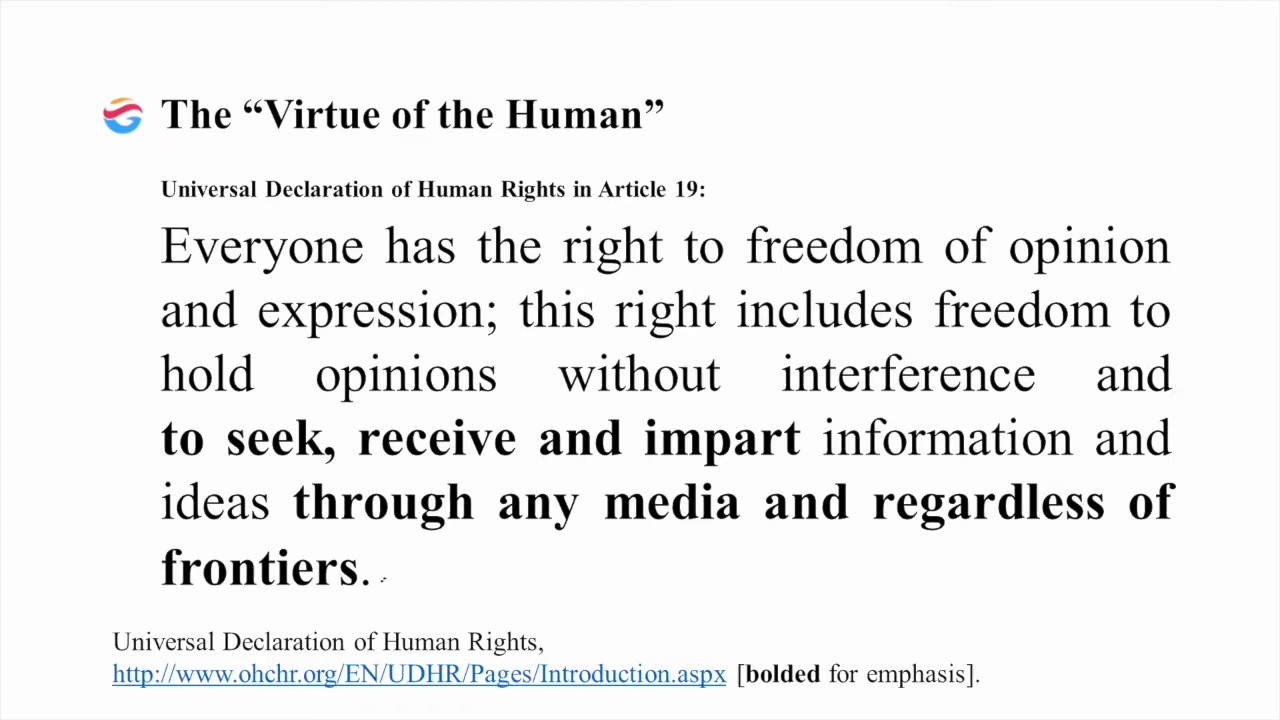 The “Virtue of the Human”
Universal Declaration of Human Rights in Article 19:
Everyone has the right to freedom of opinion
and expression; this right includes freedom to
hold opinions without interference and
to seek, receive and impart information and
ideas through any media and regardless of
frontiers.
Universal Declaration of Human Rights,
http://www.ohchr.org/EN/UDHR/Pages/Introduction.aspx [bolded for emphasis].